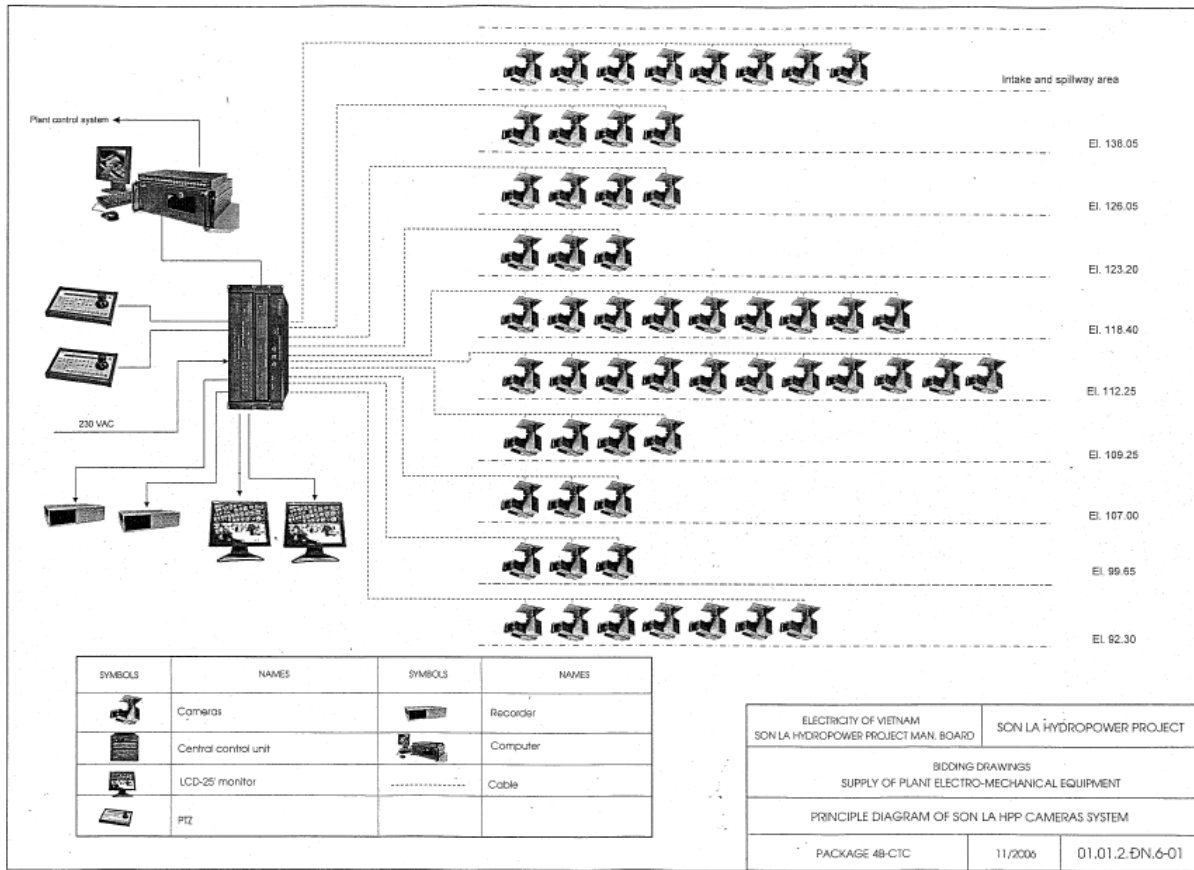 Intake and spillway area
Plant control system
El. 138.05
El. 126.05
El. 123.20
El. 118.40
El. 112.25
230 VAC
El. 109.25
El. 107.00
El. 99.65
El. 92.30
SYMBOLS NAMES SYMBOLS NAMES
Cameras Recorder
Central control unit Computer
LCD-25' monitor Cable
PTZ
ELECTRICITY OF VIETNAM
SON LA HYDROPOWER PROJECT MAN. BOARD
SON LA HYDROPOWER PROJECT
BIDDING DRAWINGS
SUPPLY OF PLANT ELECTRO-MECHANICAL EQUIPMENT
PRINCIPLE DIAGRAM OF SON LA HPP CAMERAS SYSTEM
PACKAGE 4B-CTC 11/2006 01.01.2.ĐN.6-01